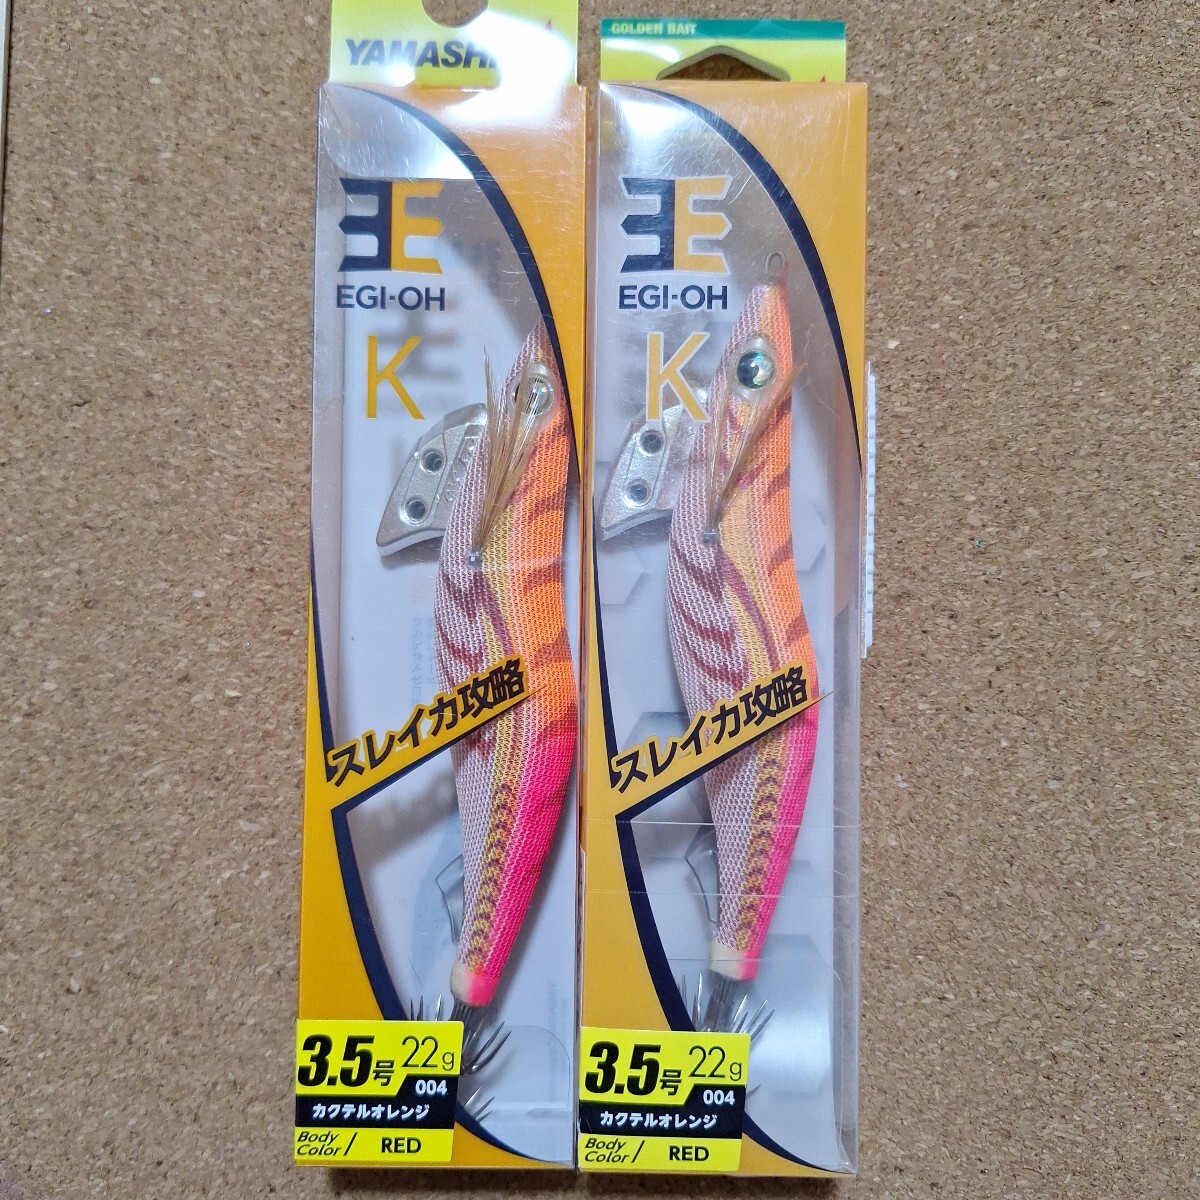 YAMASHI
EGI-OH
K
スレイカ攻略
3.5号 22g
004
カクテルオレンジ
Body Color/ RED
GOLDEN BAIT
EGI-OH
K
スレイカ攻略
3.5号 22g
004
カクテルオレンジ
Body Color/ RED